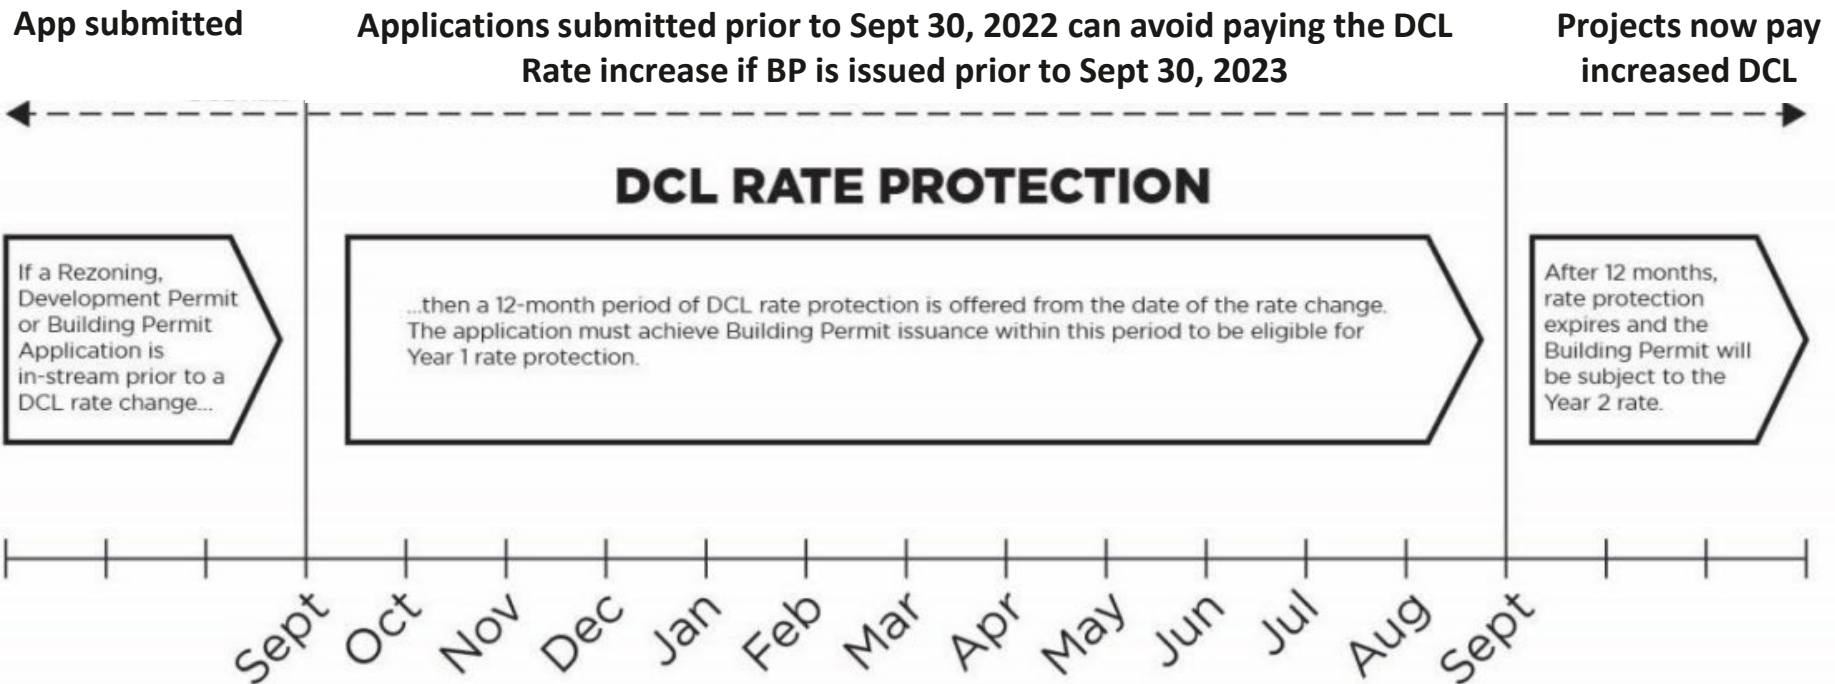 App submitted
Applications submitted prior to Sept 30, 2022 can avoid paying the DCL
Rate increase if BP is issued prior to Sept 30, 2023
Projects now pay
increased DCL
DCL RATE PROTECTION
If a Rezoning,
Development Permit
or Building Permit
Application is
in-stream prior to a
DCL rate change...
...then a 12-month period of DCL rate protection is offered from the date of the rate change.
The application must achieve Building Permit issuance within this period to be eligible for
Year 1 rate protection.
After 12 months,
rate protection
expires and the
Building Permit will
be subject to the
Year 2 rate.
Sept
Oct
Nov
Dec
Jan
Feb
Mar
Apr
May
Jun
Jul
Aug
Sept